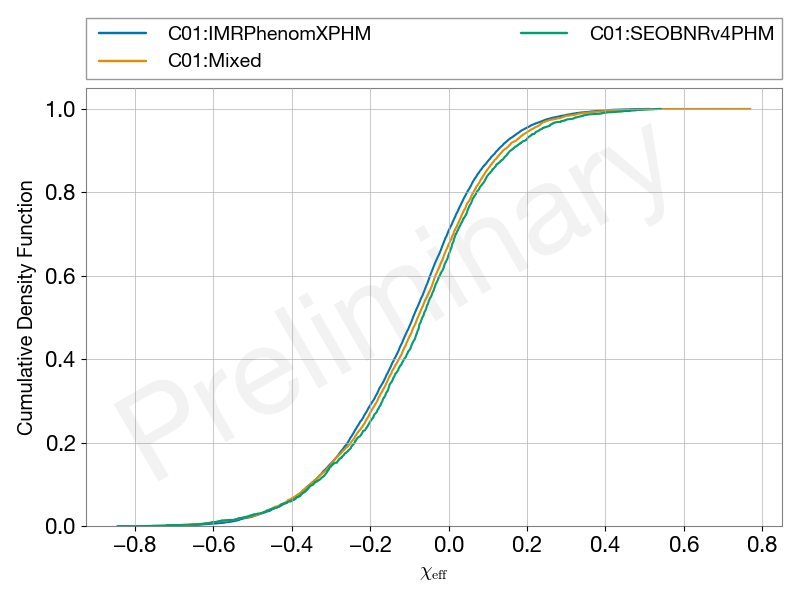 C01:IMRPhenomXPHM
C01:Mixed
C01:SEOBNRv4PHM
Cumulative Density Function
1.0
0.8
0.6
0.4
0.2
0.0
−0.8 −0.6 −0.4 −0.2 0.0 0.2 0.4 0.6 0.8
χeff
Preliminary